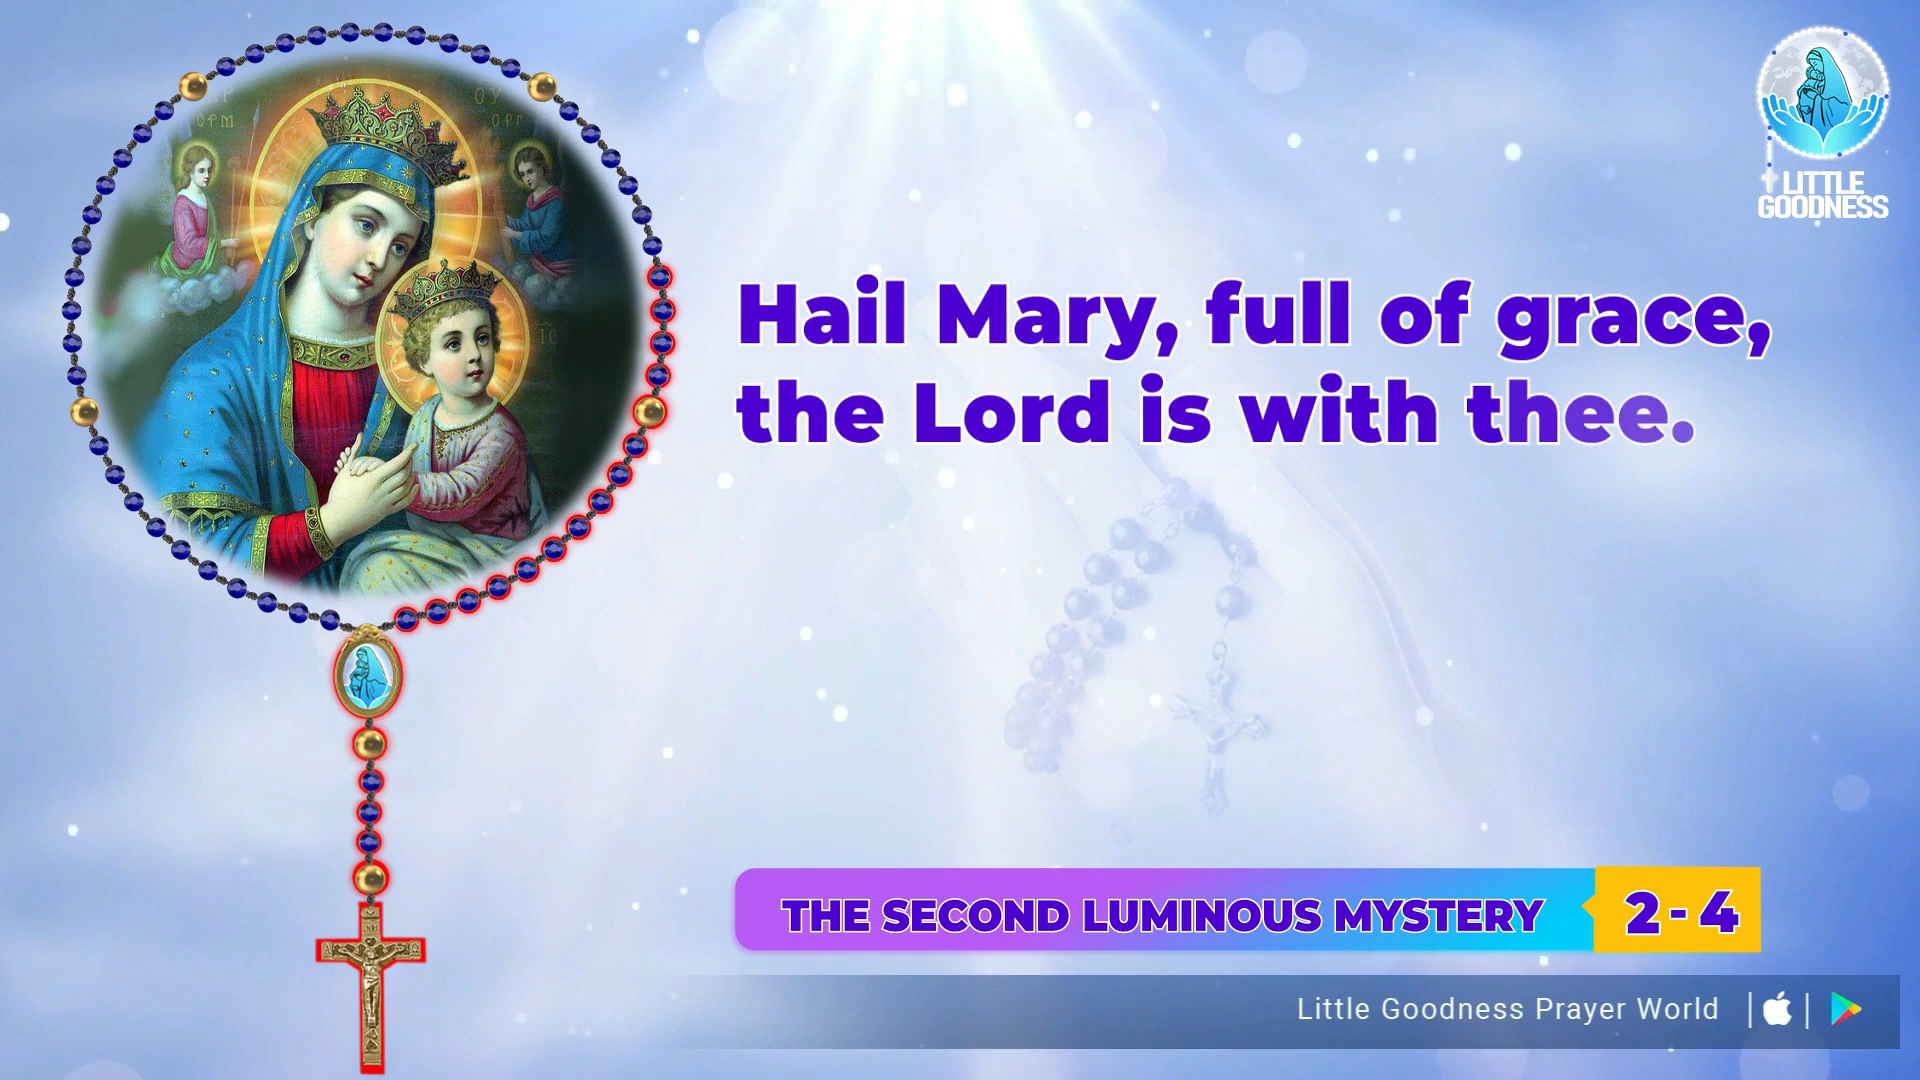 LITTLE
GOODNESS
Hail Mary, full of grace,
the Lord is with thee.
THE SECOND LUMINOUS MYSTERY 2 - 4
Little Goodness Prayer World
INRI